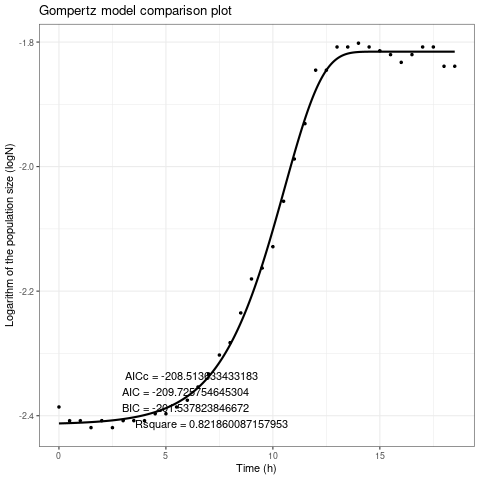 Gompertz model comparison plot
Logarithm of the population size (logN)
-1.8
-2.0
-2.2
-2.4
AICc = -208.513633433183
AIC = -209.725754645304
BIC = -201.537823846672
Rsquare = 0.821860087157953
0 5 10 15
Time (h)